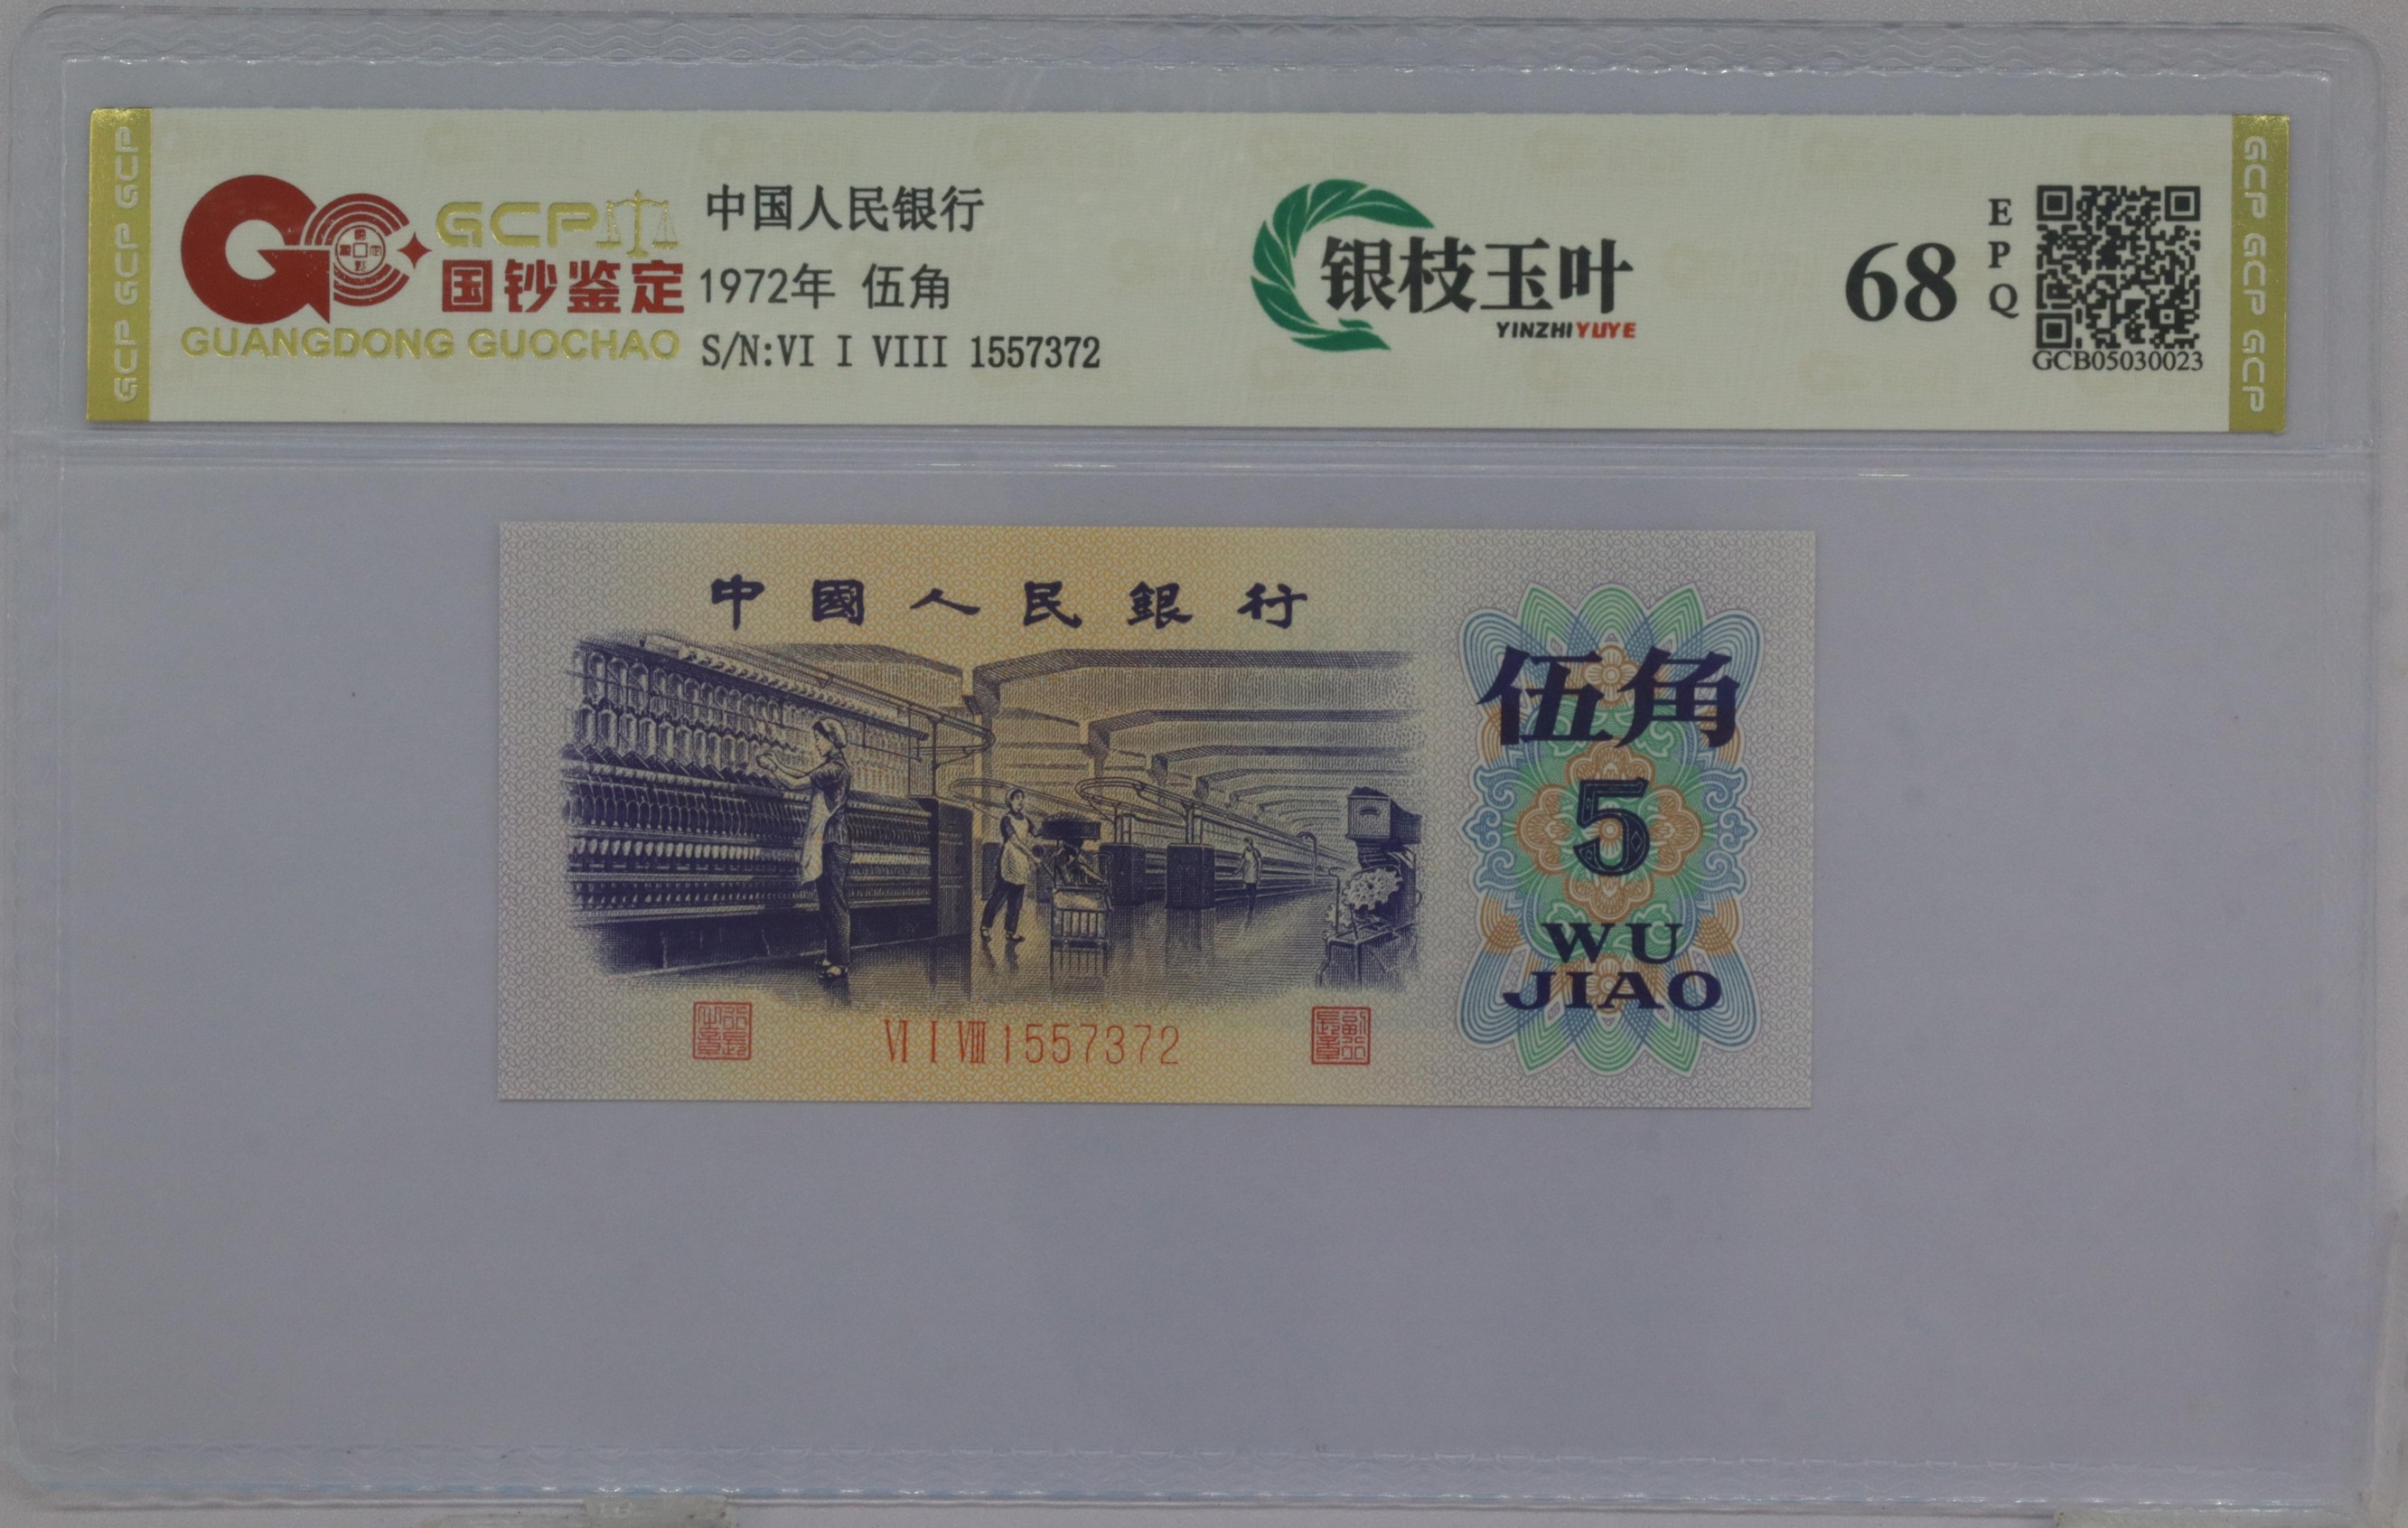 GCP GCP GCP
GCP
国钞鉴定
GUANGDONG GUOCHAO
中国人民银行
1972年 伍角
S/N:VI I VIII 1557372
银枝玉叶
YINZHIYUYE
68
EPQ
GCB05030023
GCP GCP GCP
中國人民銀行
伍角
5
WU
JIAO
VI I VIII 1557372